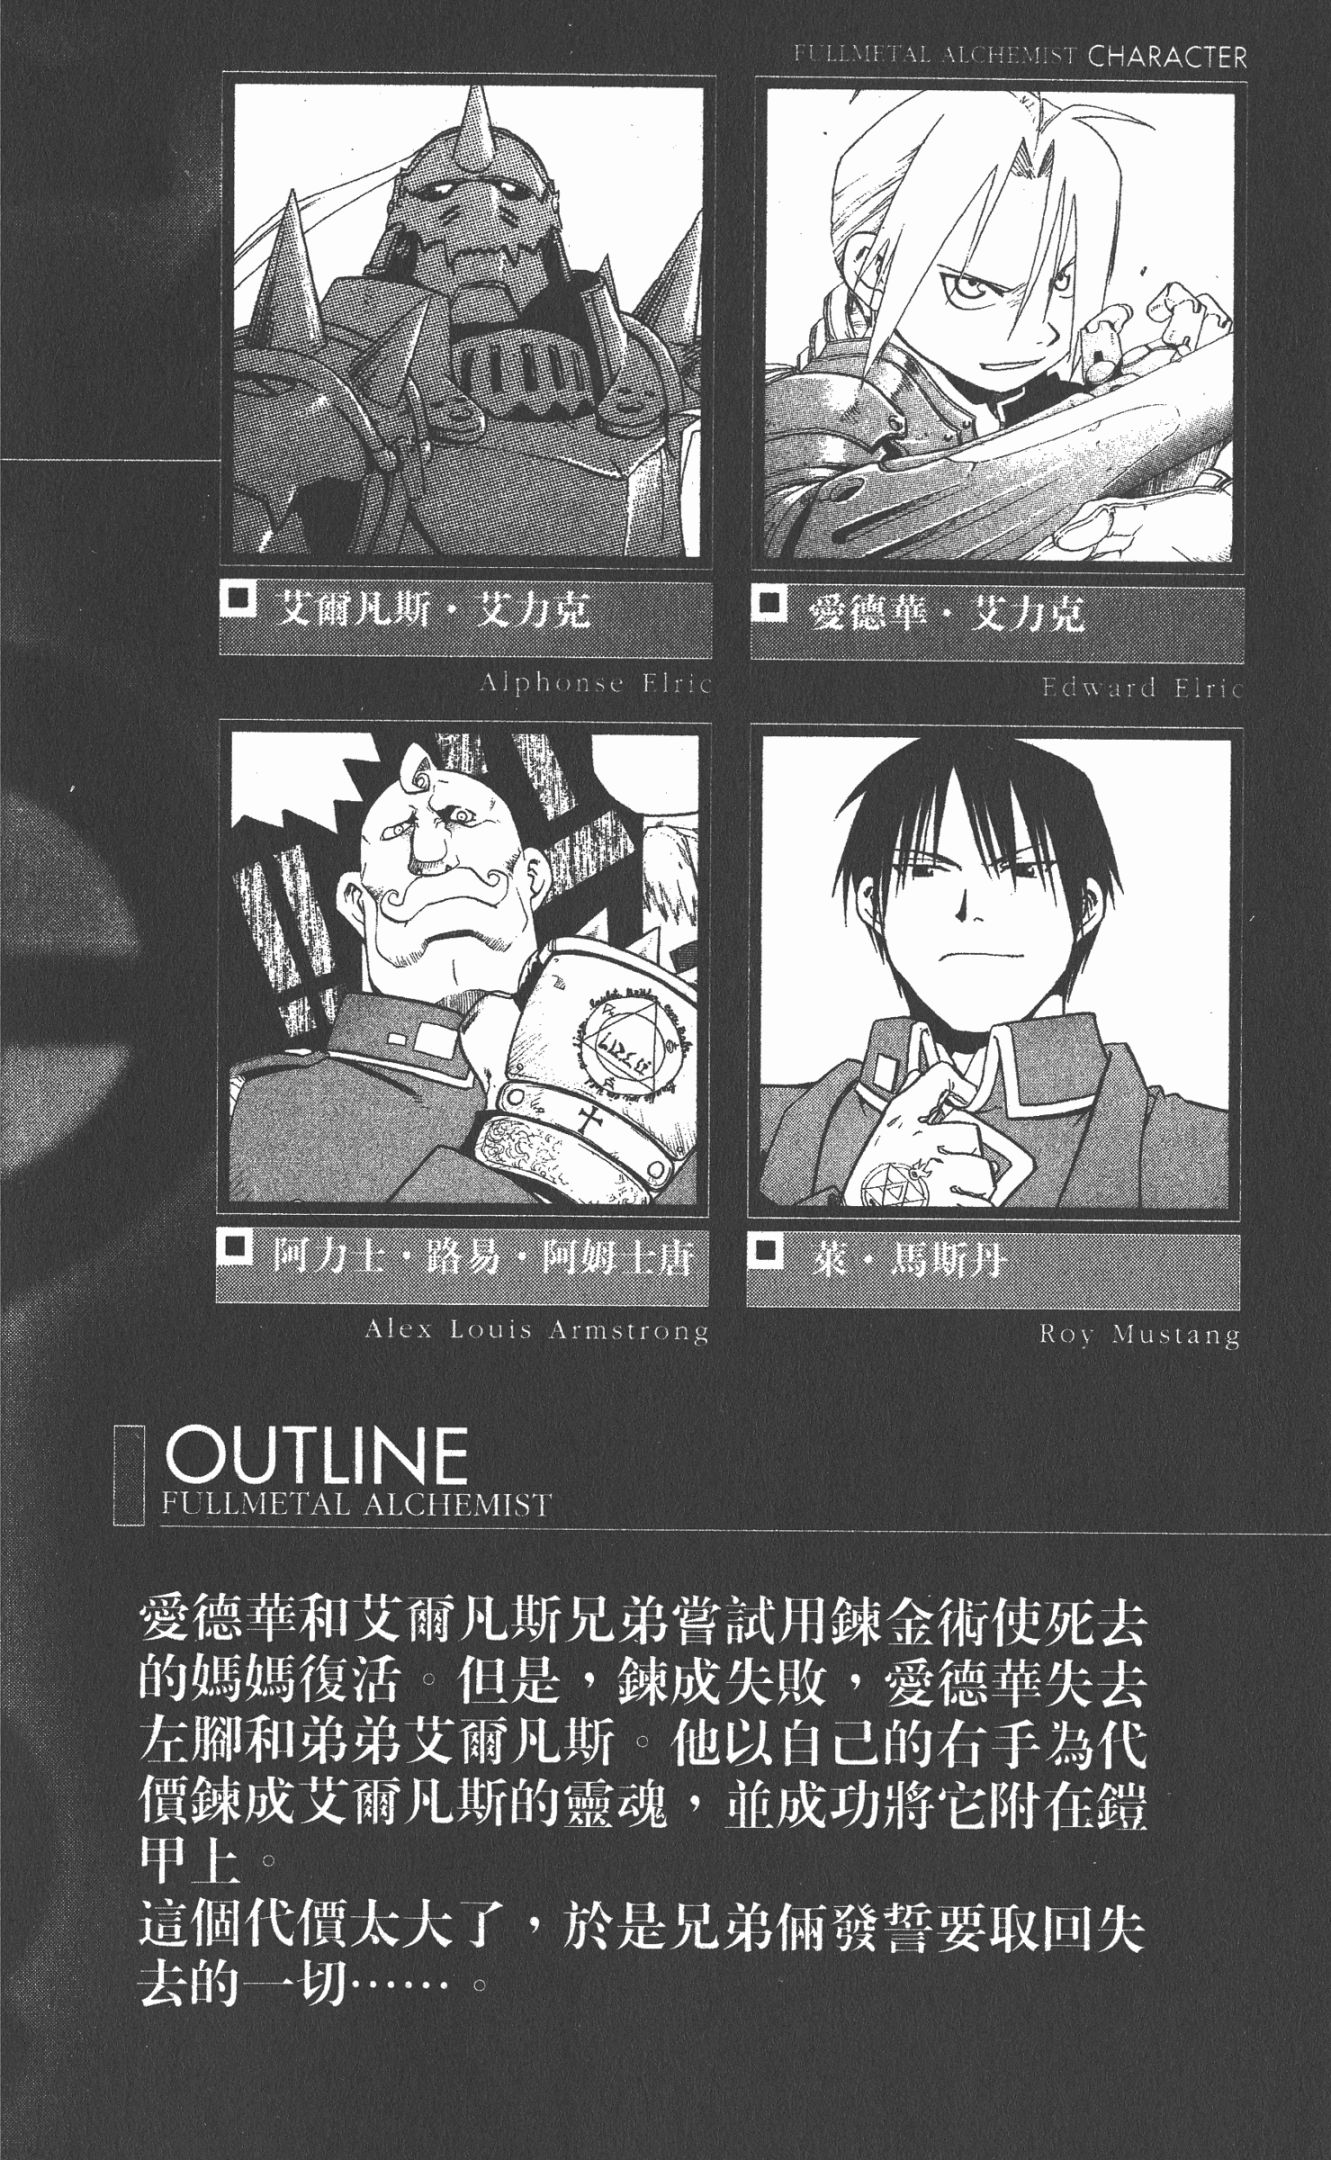 FULLMETAL ALCHEMIST CHARACTER
艾爾凡斯・艾力克
Alphonse Elric
愛德華・艾力克
Edward Elric
阿力士・路易・阿姆士唐
Alex Louis Armstrong
萊・馬斯丹
Roy Mustang
OUTLINE
FULLMETAL ALCHEMIST
愛德華和艾爾凡斯兄弟嘗試用鍊金術使死去
的媽媽復活。但是，鍊成失敗，愛德華失去
左腳和弟弟艾爾凡斯。他以自己的右手為代
價鍊成艾爾凡斯的靈魂，並成功將它附在鎧
甲上。
這個代價太大了，於是兄弟倆發誓要取回失
去的一切……。